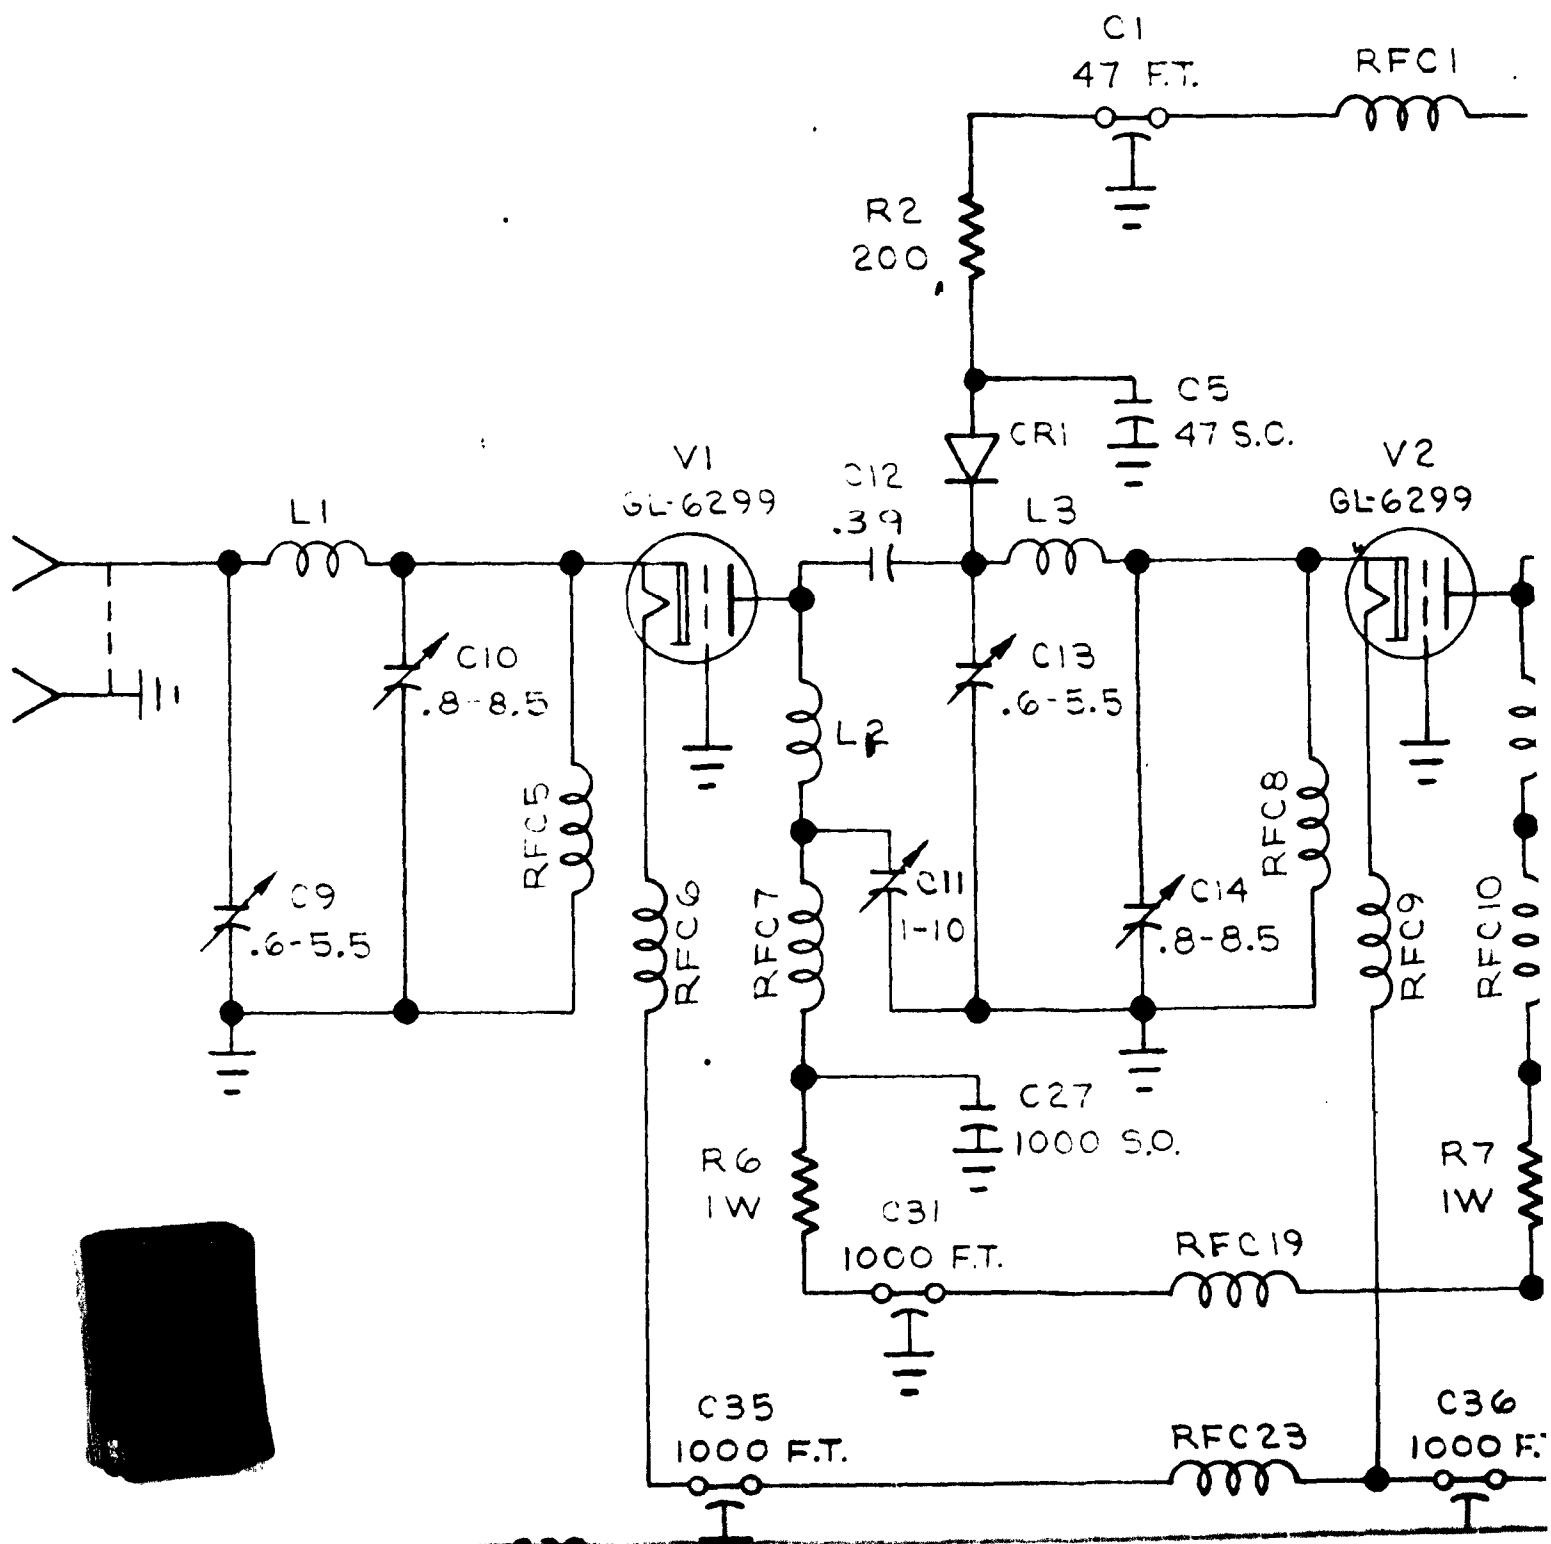 C1
47 F.T.
RFC1
R2
200
C5
47 S.C.
CR1
V1
GL-6299
C12
.39
L3
V2
GL-6299
L1
C10
.8-8.5
L2
C13
.6-5.5
RFC5
RFC8
C9
.6-5.5
RFC6
RFC7
C11
1-10
C14
.8-8.5
RFC9
RFC10
C27
1000 S.O.
R6
1W
R7
1W
C31
1000 F.T.
RFC19
C35
1000 F.T.
RFC23
C36
1000 F.T